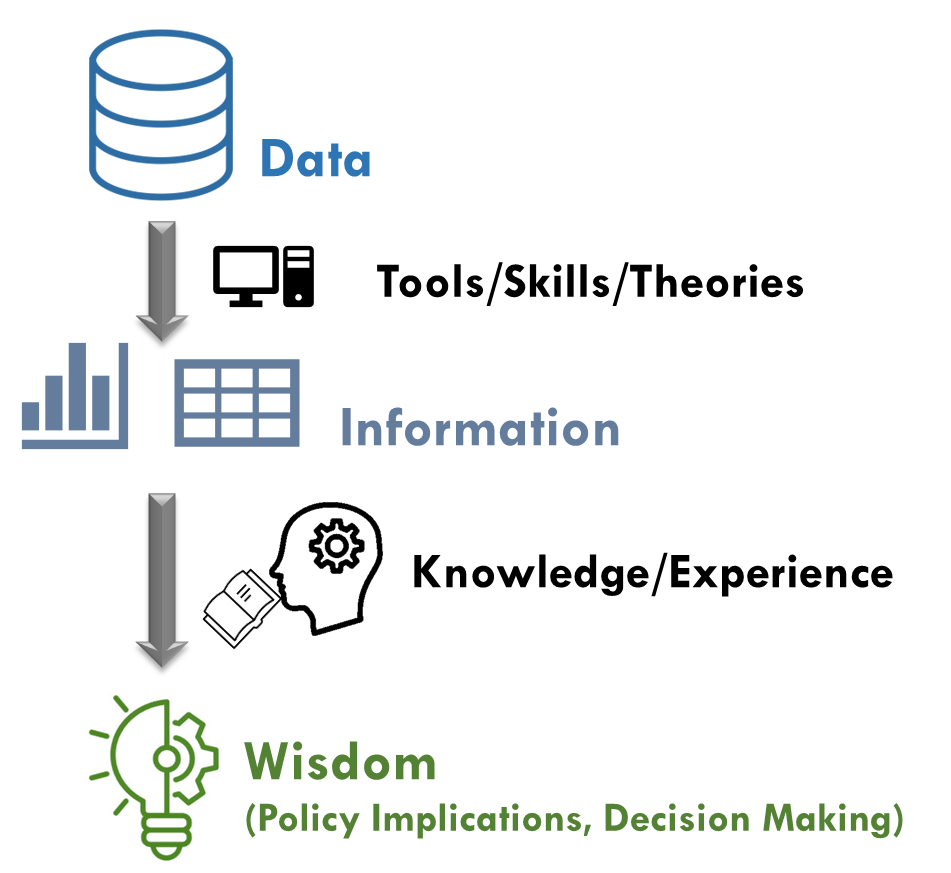 Data
Tools/Skills/Theories
Information
Knowledge/Experience
Wisdom
(Policy Implications, Decision Making)